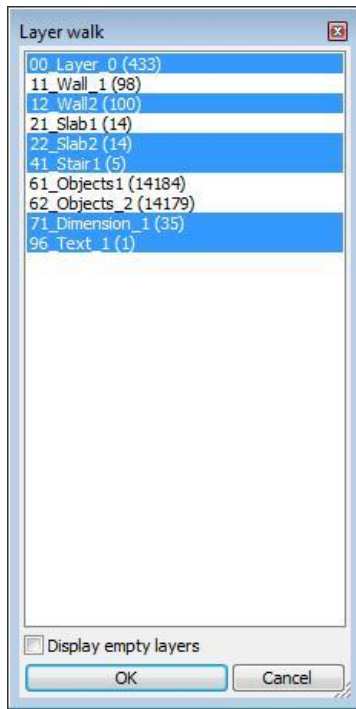 Layer walk
00_Layer_0 (433)
11_Wall_1 (98)
12_Wall2 (100)
21_Slab1 (14)
22_Slab2 (14)
41_Stair1 (5)
61_Objects1 (14184)
62_Objects_2 (14179)
71_Dimension_1 (35)
96_Text_1 (1)
Display empty layers
OK Cancel